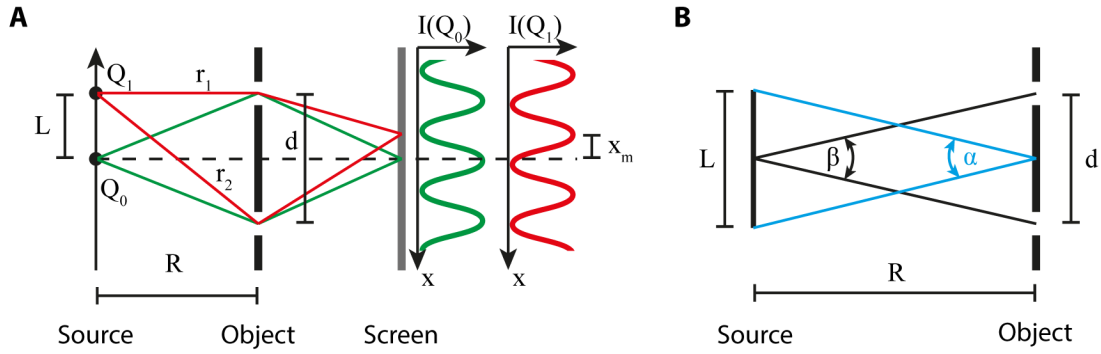 A
I(Q₀)
I(Q₁)
Q₁
r₁
L
d
xₘ
r₂
Q₀
R
x
x
Source
Object
Screen
B
L
β
α
d
R
Source
Object